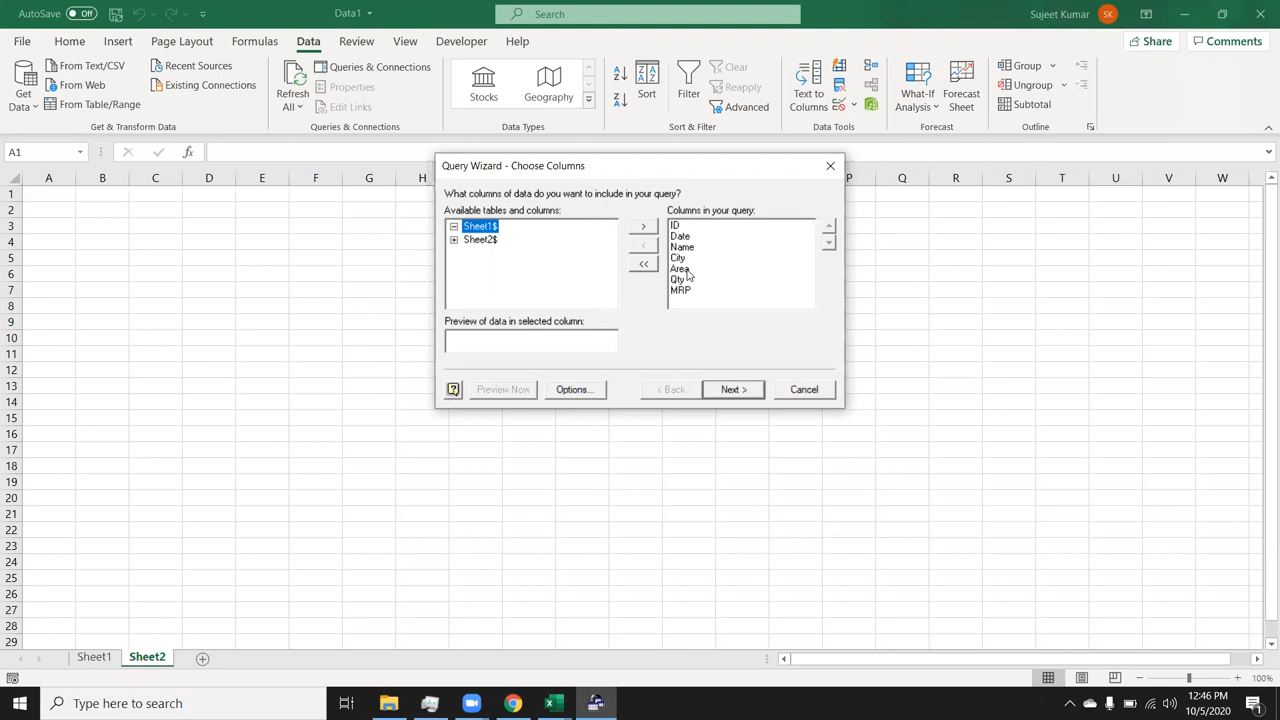 AutoSave Off Data1 Search Sujeet Kumar SK
File Home Insert Page Layout Formulas Data Review View Developer Help Share Comments
Get Data
From Text/CSV
From Web
From Table/Range
Recent Sources
Existing Connections
Get & Transform Data
Refresh All
Queries & Connections
Properties
Edit Links
Queries & Connections
Stocks Geography
Data Types
Sort Filter
Clear
Reapply
Advanced
Sort & Filter
Text to Columns
Data Tools
What-If Analysis
Forecast Sheet
Forecast
Group
Ungroup
Subtotal
Outline
A1 fx
A B C D E F G H P Q R S T U V W
1
2
3
4
5
6
7
8
9
10
11
12
13
14
15
16
17
18
19
20
21
22
23
24
25
26
27
28
29
Query Wizard - Choose Columns
What columns of data do you want to include in your query?
Available tables and columns: Columns in your query:
Sheet1$
Sheet2$
>
<
<<
ID
Date
Name
City
Area
Qty
MRP
Preview of data in selected column:
? Preview Now Options... < Back Next > Cancel
Sheet1 Sheet2
100%
Type here to search
12:46 PM
10/5/2020